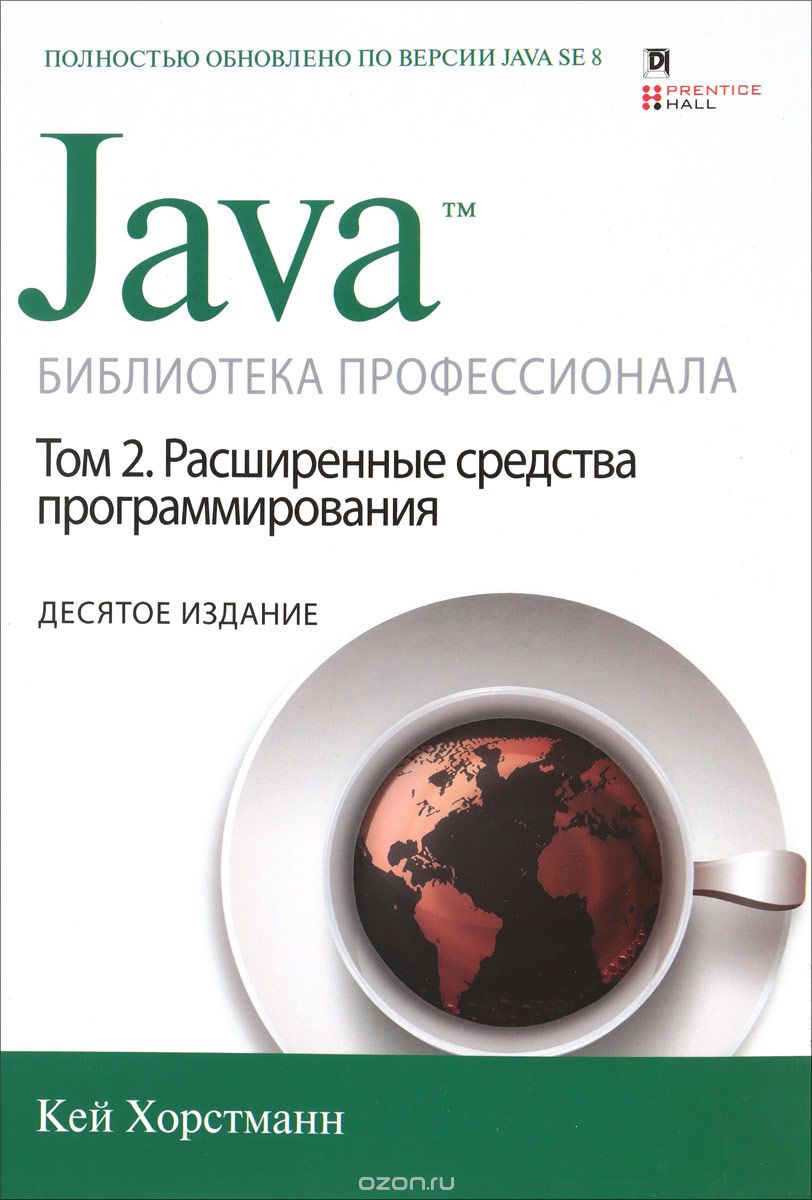 ПОЛНОСТЬЮ ОБНОВЛЕНО ПО ВЕРСИИ JAVA SE 8
PRENTICE
HALL
Java™
БИБЛИОТЕКА ПРОФЕССИОНАЛА
Том 2. Расширенные средства
программирования
ДЕСЯТОЕ ИЗДАНИЕ
Кей Хорстманн
ozon.ru